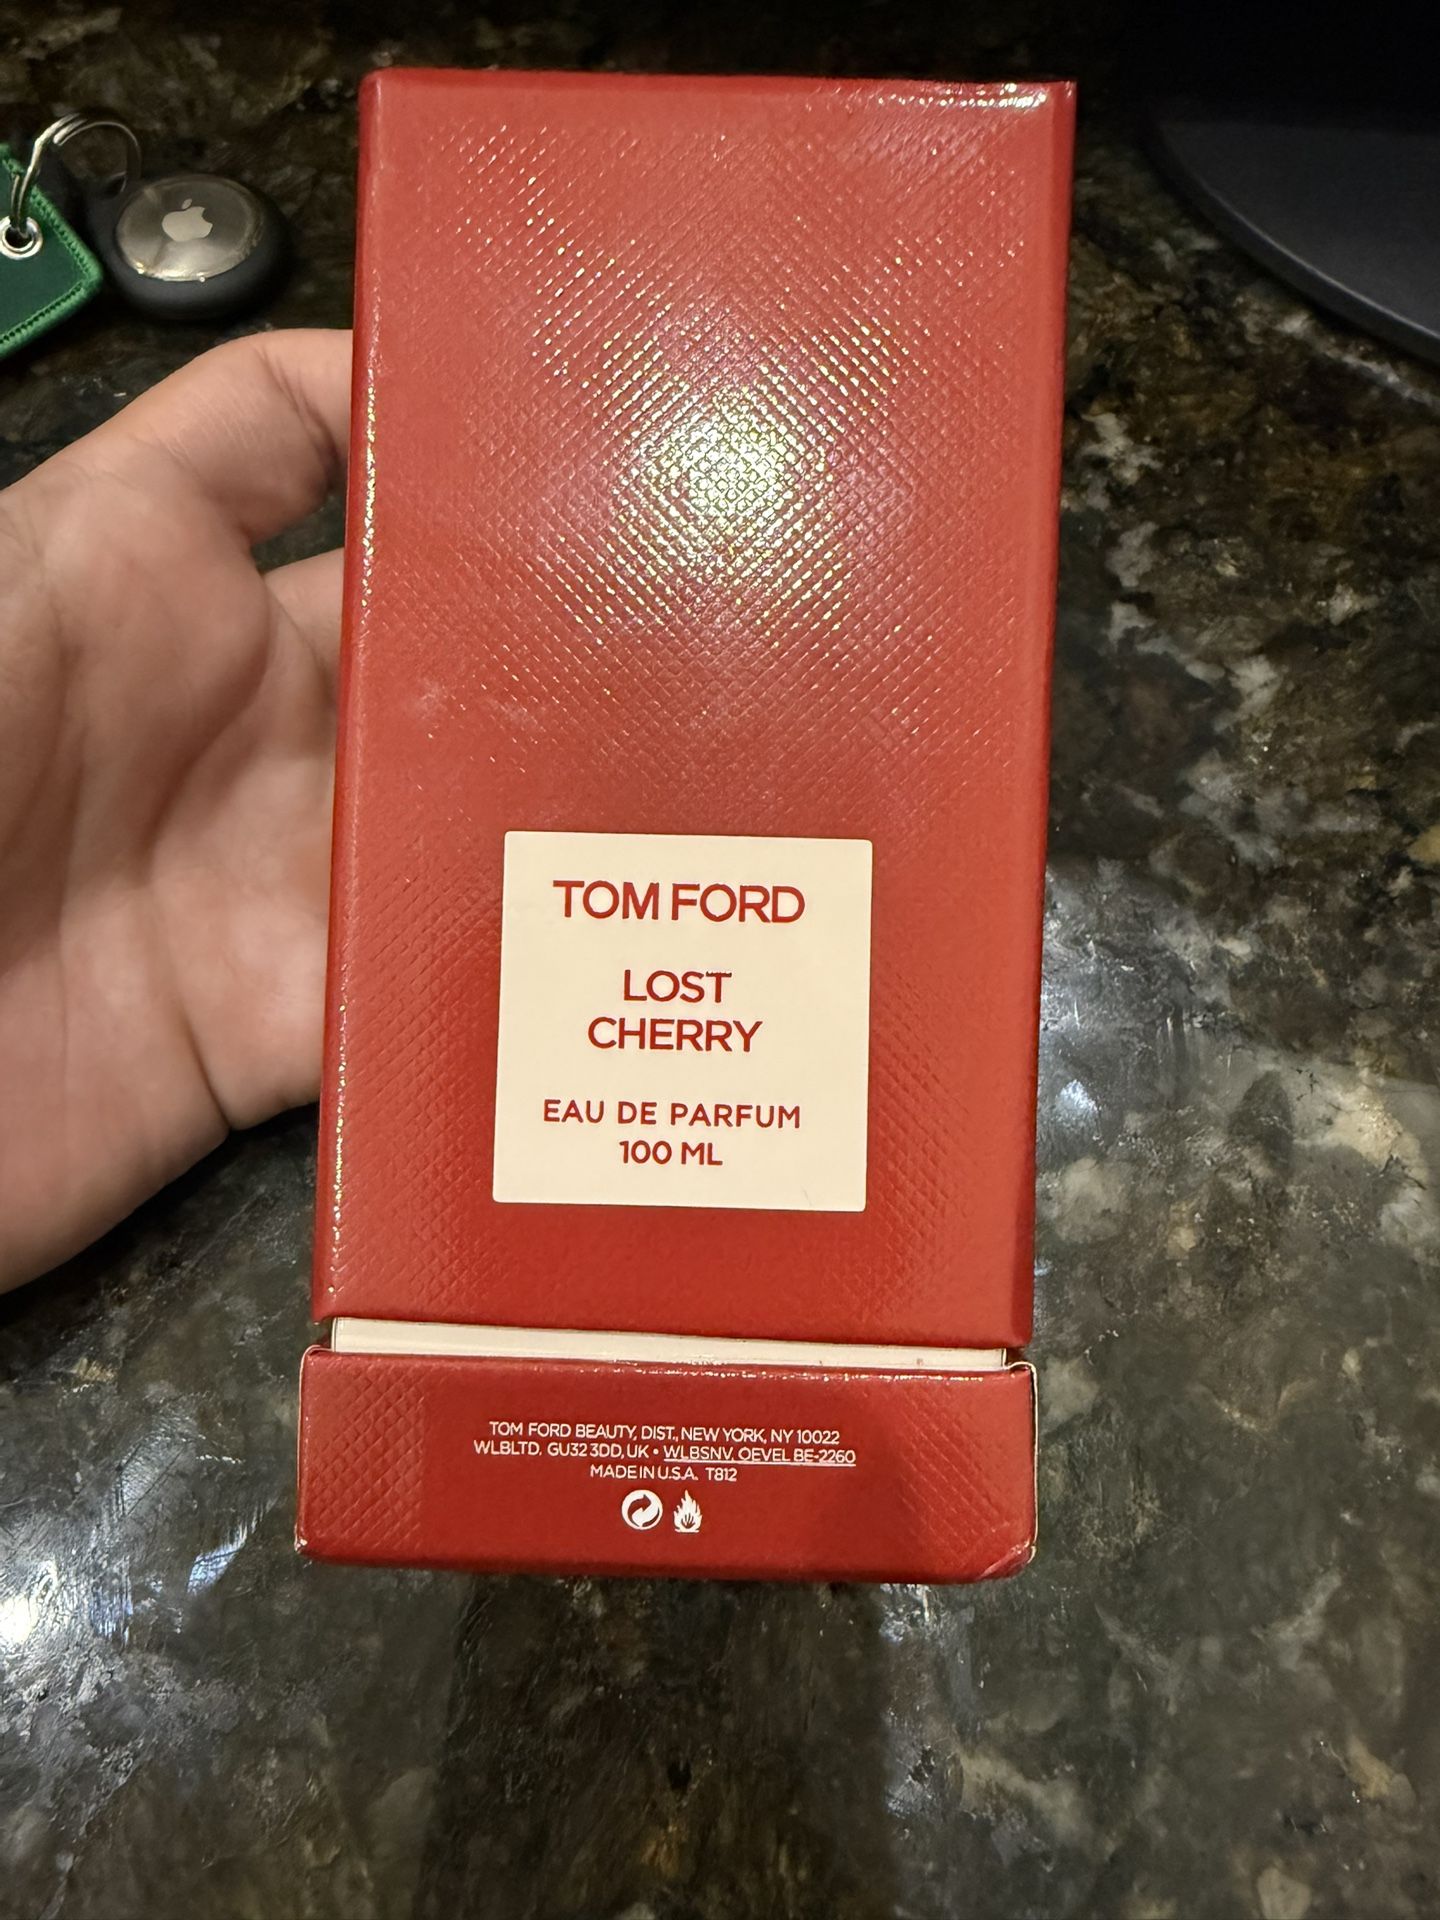 TOM FORD
LOST
CHERRY
EAU DE PARFUM
100 ML
TOM FORD BEAUTY, DIST., NEW YORK, NY 10022
WLBLTD. GU32 3DD, UK • WLBSNV, OEVEL BE-2260
MADE IN U.S.A. T812